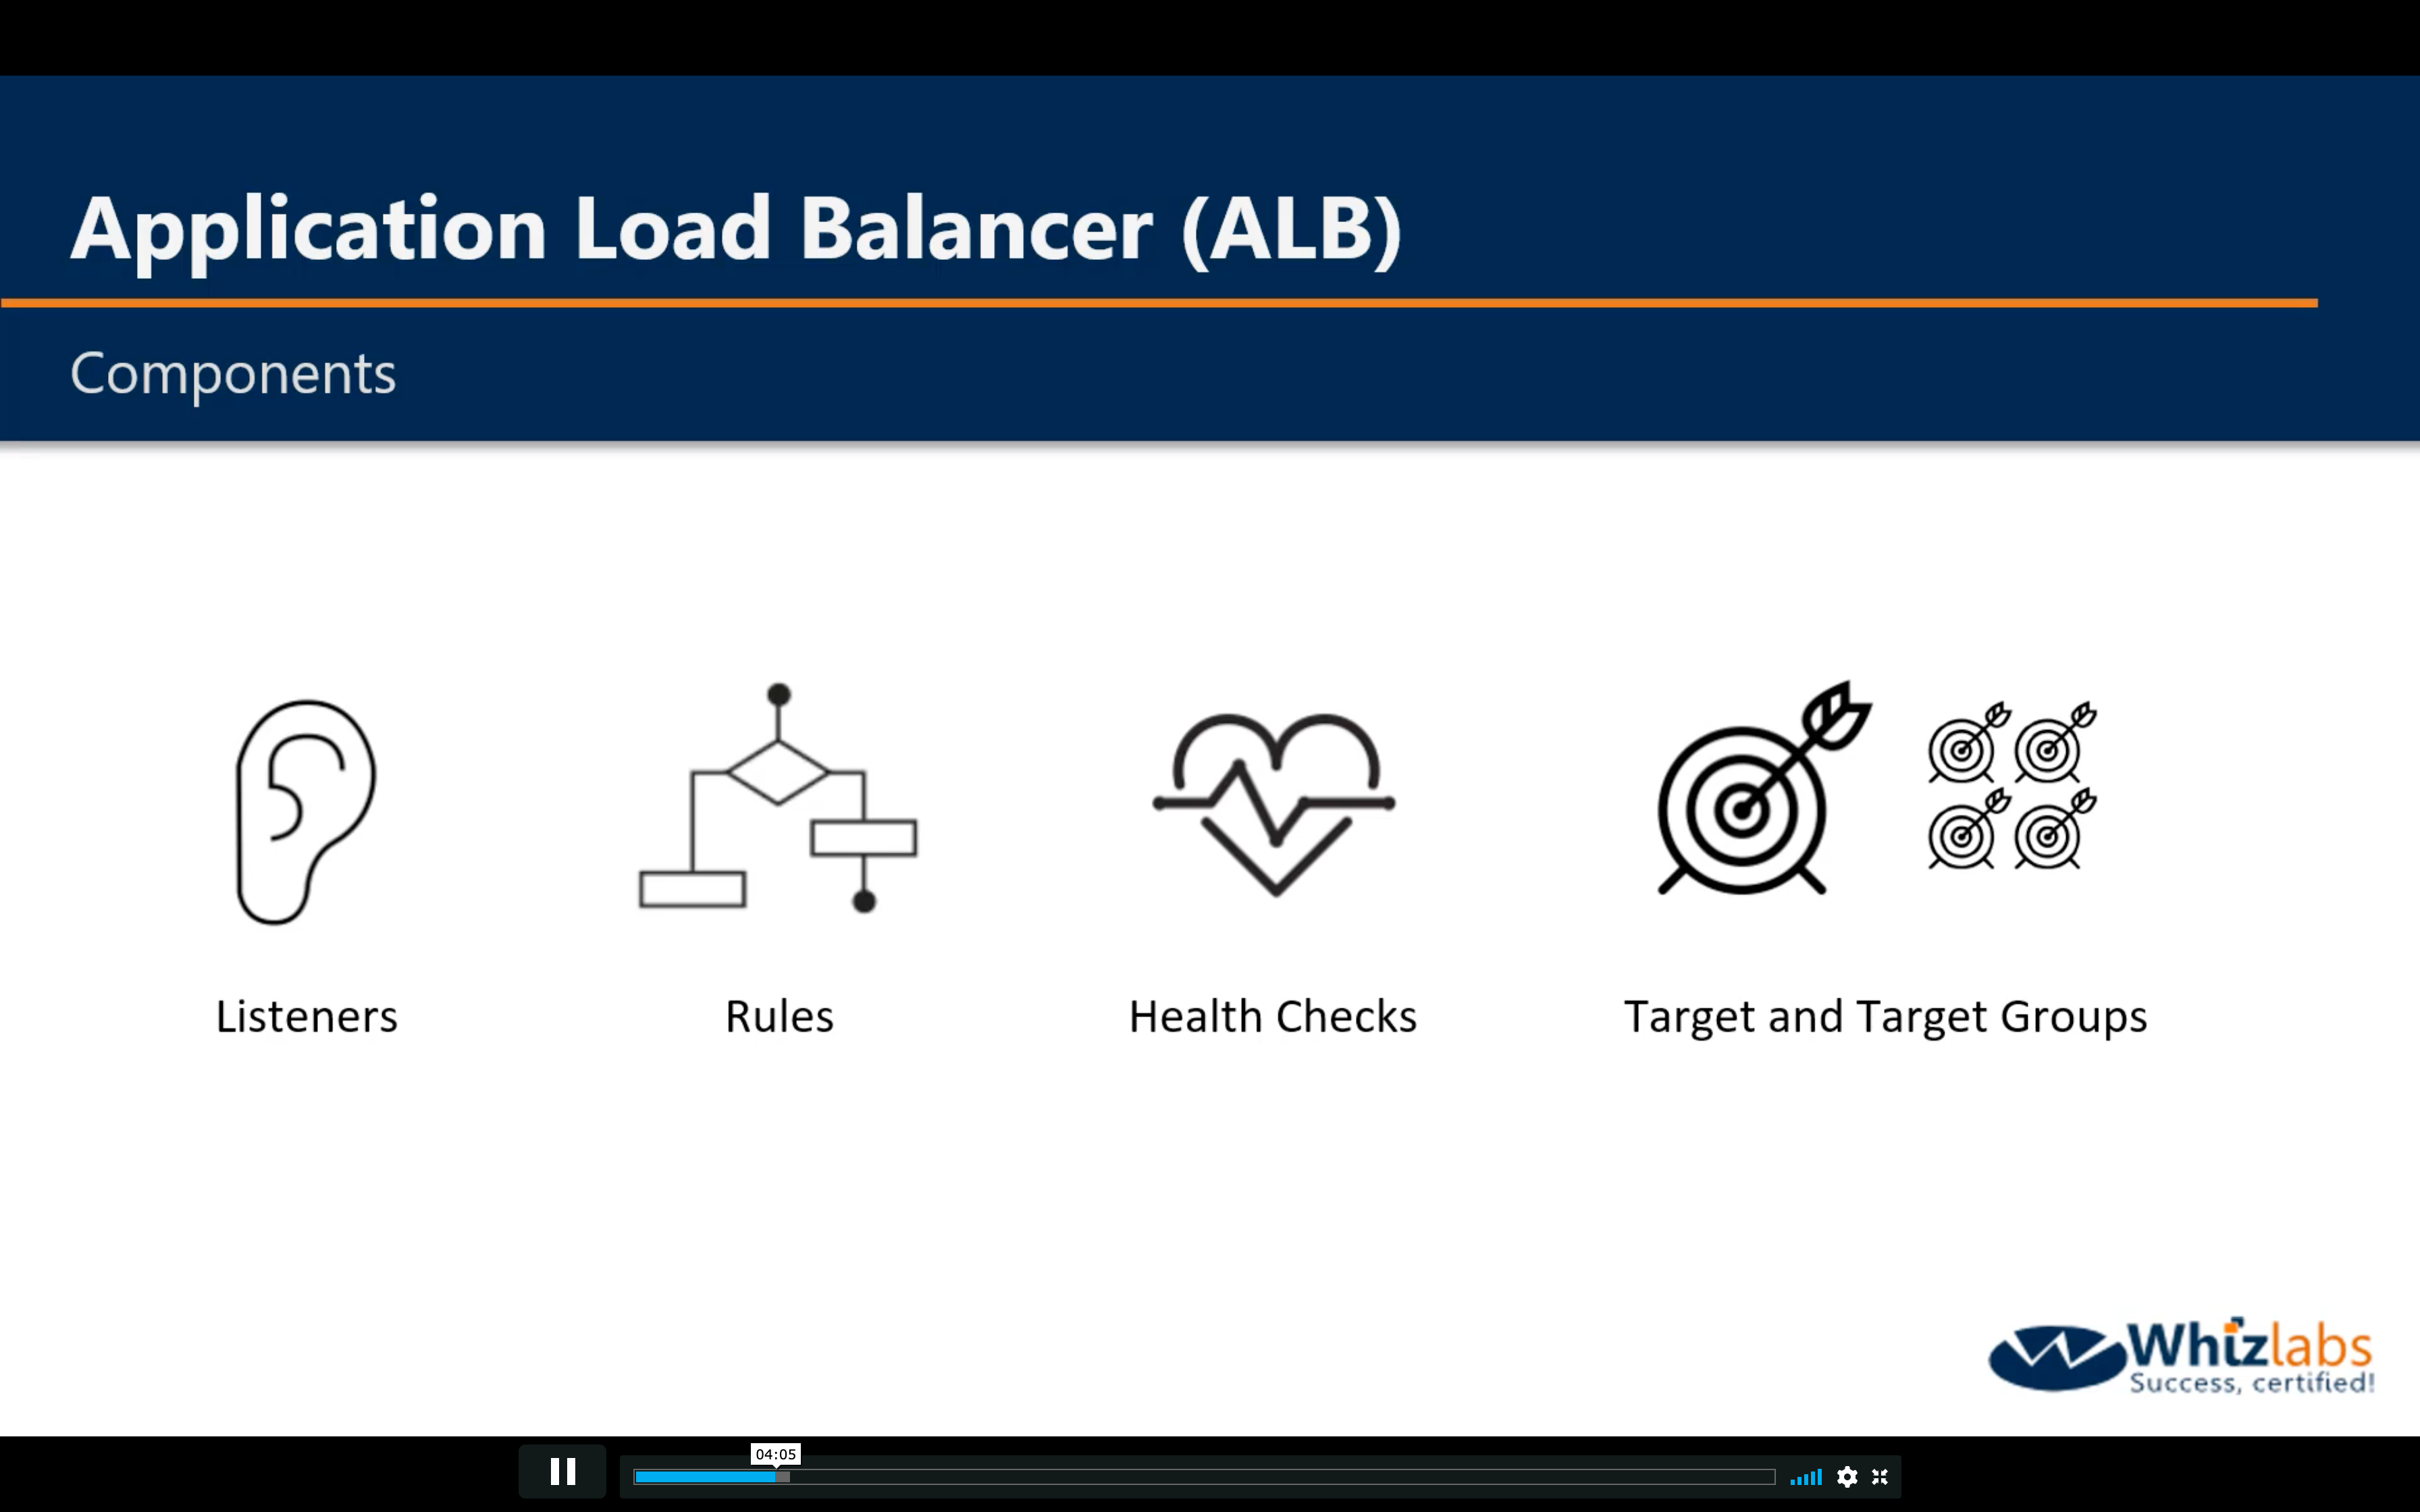 Application Load Balancer (ALB)
Components
Listeners
Rules
Health Checks
Target and Target Groups
Whizlabs
Success, certified!
04:05